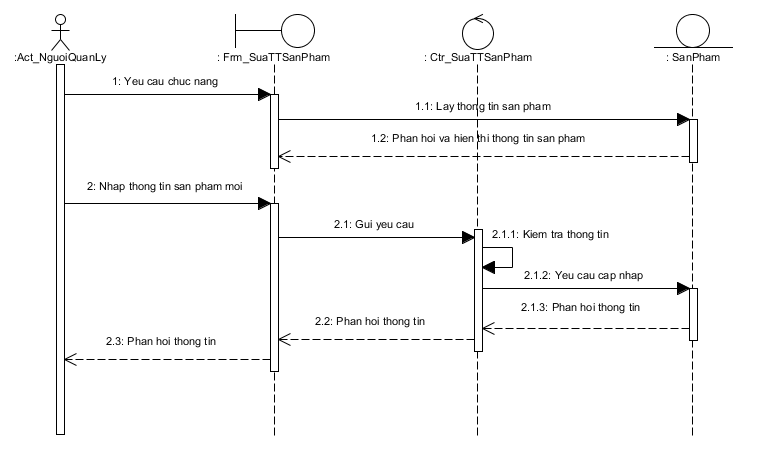 :Act_NguoiQuanLy
: Frm_SuaTTSanPham
: Ctr_SuaTTSanPham
: SanPham
1: Yeu cau chuc nang
1.1: Lay thong tin san pham
1.2: Phan hoi va hien thi thong tin san pham
2: Nhap thong tin san pham moi
2.1: Gui yeu cau
2.1.1: Kiem tra thong tin
2.1.2: Yeu cau cap nhap
2.1.3: Phan hoi thong tin
2.2: Phan hoi thong tin
2.3: Phan hoi thong tin